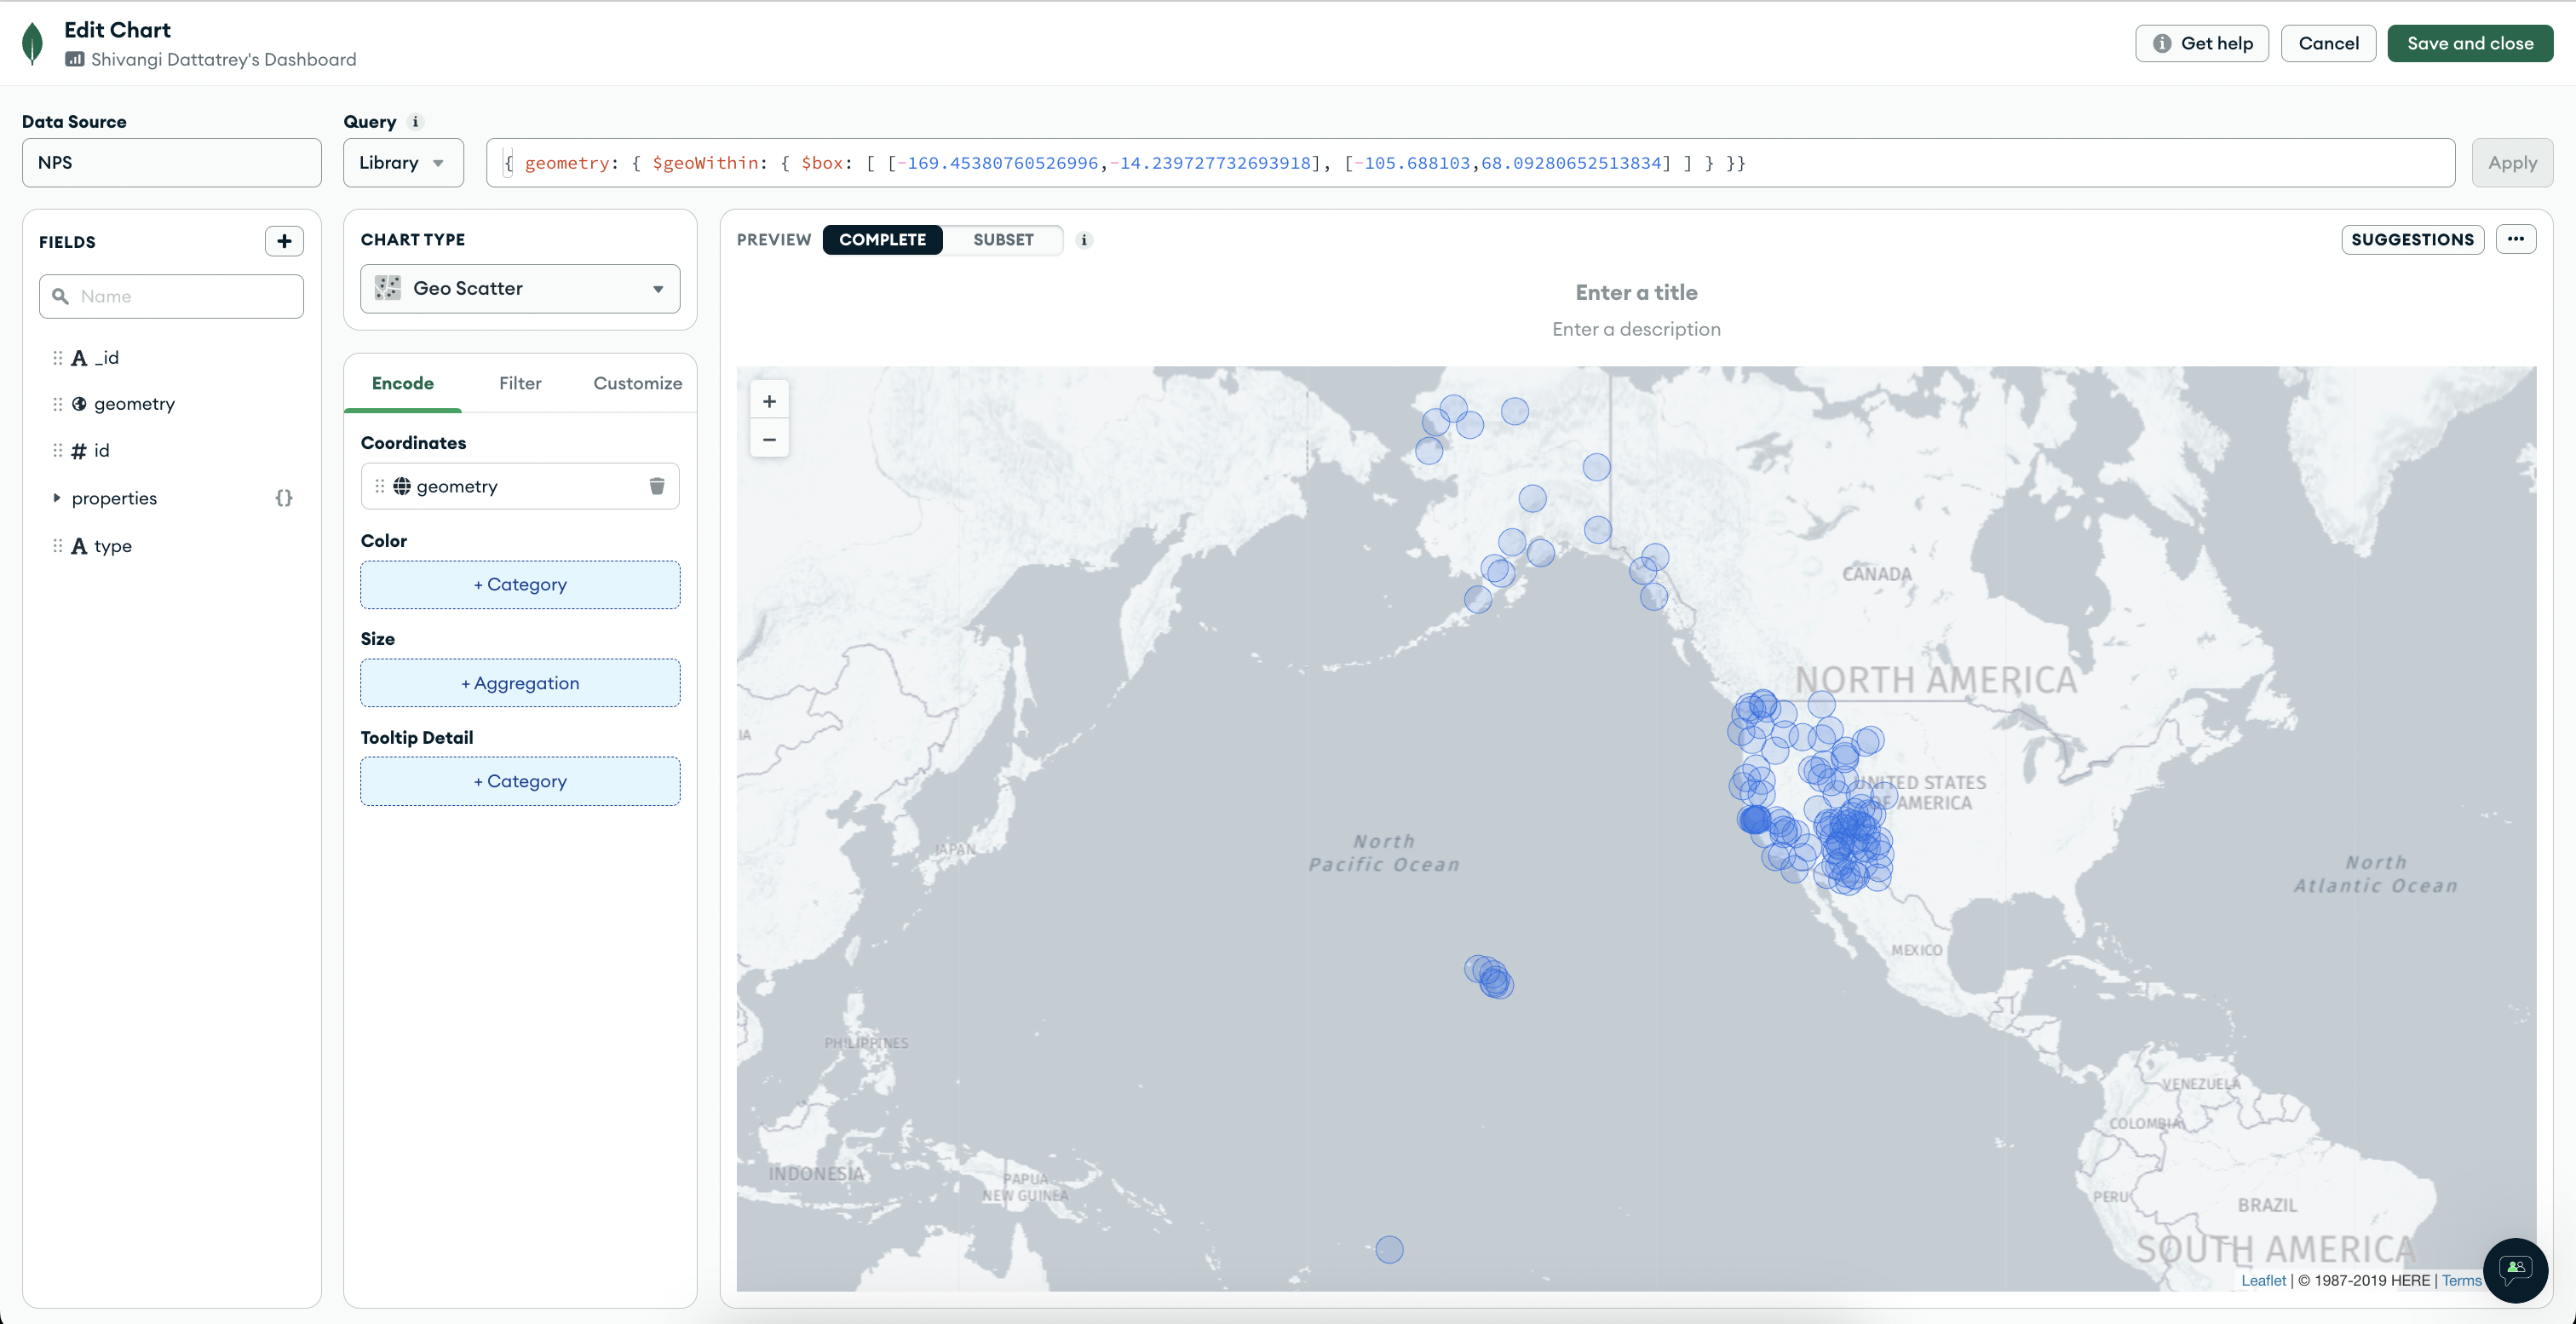 Edit Chart
Shivangi Dattatrey's Dashboard
Get help
Cancel
Save and close
Data Source
Query
NPS
Library
{ geometry: { $geoWithin: { $box: [ [-169.45380760526996,-14.239727732693918], [-105.688103,68.09280652513834] ] } }}
Apply
FIELDS
Name
_id
geometry
id
properties {}
type
CHART TYPE
Geo Scatter
Encode
Filter
Customize
Coordinates
geometry
Color
+ Category
Size
+ Aggregation
Tooltip Detail
+ Category
PREVIEW
COMPLETE
SUBSET
SUGGESTIONS
Enter a title
Enter a description
+
−
CANADA
NORTH AMERICA
IA
UNITED STATES
OF AMERICA
North
Pacific Ocean
JAPAN
North
Atlantic Ocean
MEXICO
PHILIPPINES
VENEZUELA
COLOMBIA
INDONESIA
PAPUA
NEW GUINEA
PERU
BRAZIL
SOUTH AMERICA
Leaflet | © 1987-2019 HERE | Terms